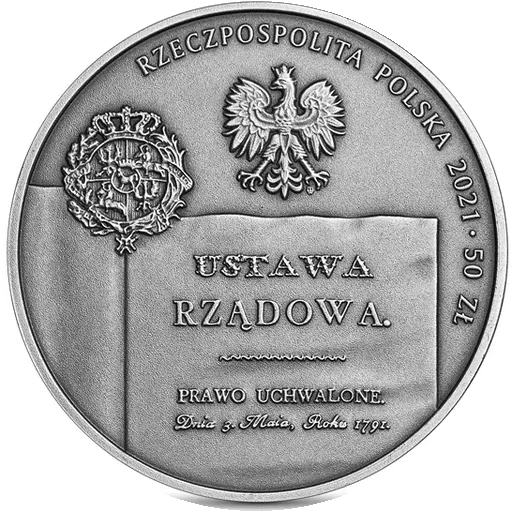 RZECZPOSPOLITA POLSKA 2021 · 50 ZŁ
USTAWA
RZĄDOWA.
PRAWO UCHWALONE.
Dnia 3. Maia, Roku 1791.